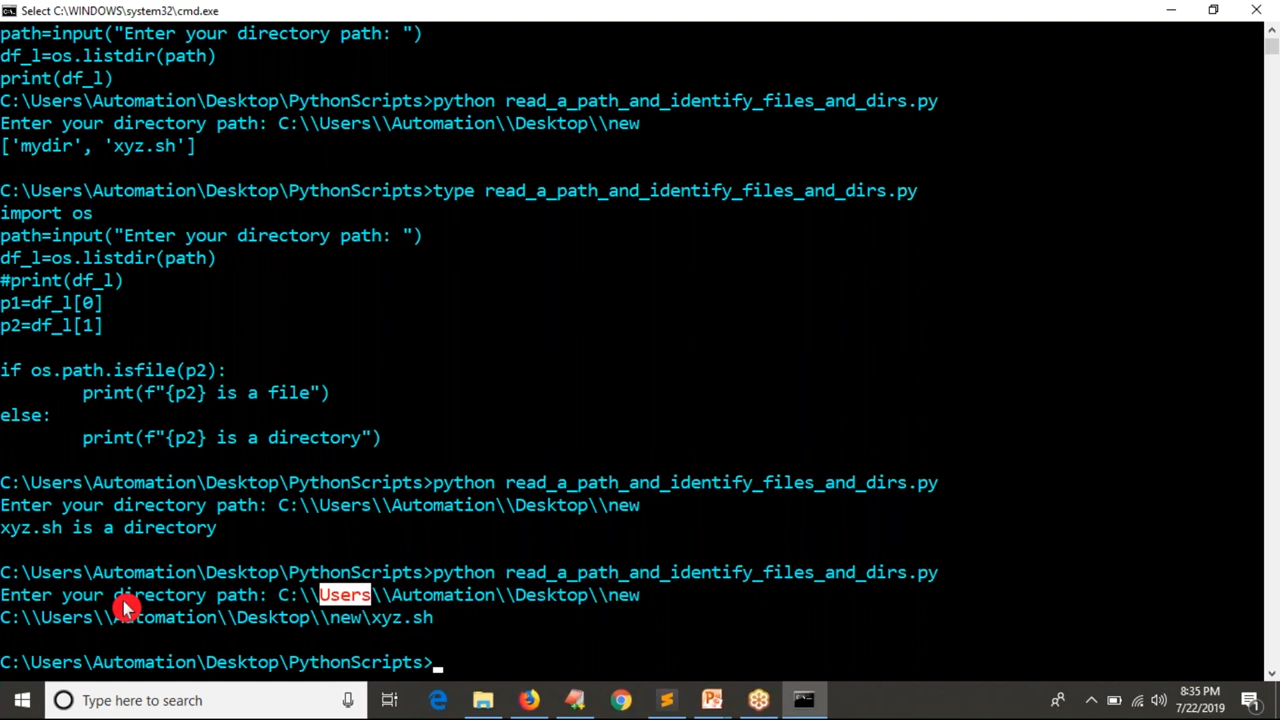 Select C:\WINDOWS\system32\cmd.exe
path=input("Enter your directory path: ")
df_l=os.listdir(path)
print(df_l)
C:\Users\Automation\Desktop\PythonScripts>python read_a_path_and_identify_files_and_dirs.py
Enter your directory path: C:\\Users\\Automation\\Desktop\\new
['mydir', 'xyz.sh']
C:\Users\Automation\Desktop\PythonScripts>type read_a_path_and_identify_files_and_dirs.py
import os
path=input("Enter your directory path: ")
df_l=os.listdir(path)
#print(df_l)
p1=df_l[0]
p2=df_l[1]
if os.path.isfile(p2):
print(f"{p2} is a file")
else:
print(f"{p2} is a directory")
C:\Users\Automation\Desktop\PythonScripts>python read_a_path_and_identify_files_and_dirs.py
Enter your directory path: C:\\Users\\Automation\\Desktop\\new
xyz.sh is a directory
C:\Users\Automation\Desktop\PythonScripts>python read_a_path_and_identify_files_and_dirs.py
Enter your directory path: C:\\Users\\Automation\\Desktop\\new
C:\\Users\\Automation\\Desktop\\new\xyz.sh
C:\Users\Automation\Desktop\PythonScripts>
Type here to search
8:35 PM
7/22/2019
1